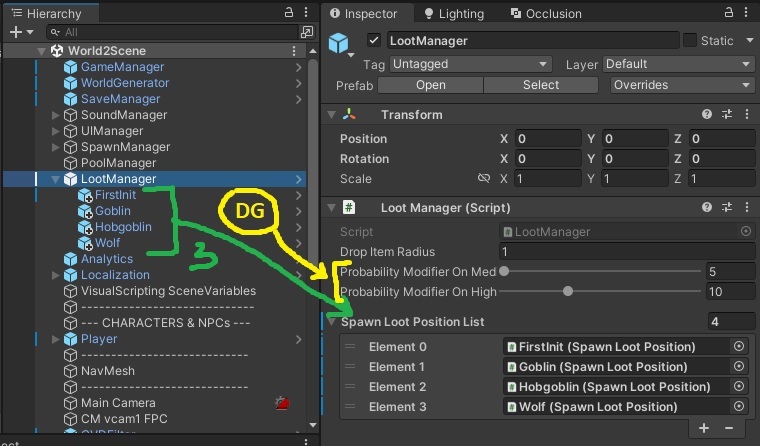 Hierarchy
All
World2Scene
GameManager
WorldGenerator
SaveManager
SoundManager
UIManager
SpawnManager
PoolManager
LootManager
FirstInit
Goblin
Hobgoblin
Wolf
Analytics
Localization
VisualScripting SceneVariables
----------------------------
--- CHARACTERS & NPCs ---
Player
----------------------------
NavMesh
----------------------------
Main Camera
CM vcam1 FPC
3
DG
Inspector
Lighting
Occlusion
LootManager
Static
Tag Untagged
Layer Default
Prefab Open Select Overrides
Transform
Position X 0 Y 0 Z 0
Rotation X 0 Y 0 Z 0
Scale X 1 Y 1 Z 1
# Loot Manager (Script)
Script LootManager
Drop Item Radius 1
Probability Modifier On Med 5
Probability Modifier On High 10
Spawn Loot Position List 4
Element 0 FirstInit (Spawn Loot Position)
Element 1 Goblin (Spawn Loot Position)
Element 2 Hobgoblin (Spawn Loot Position)
Element 3 Wolf (Spawn Loot Position)
+ −